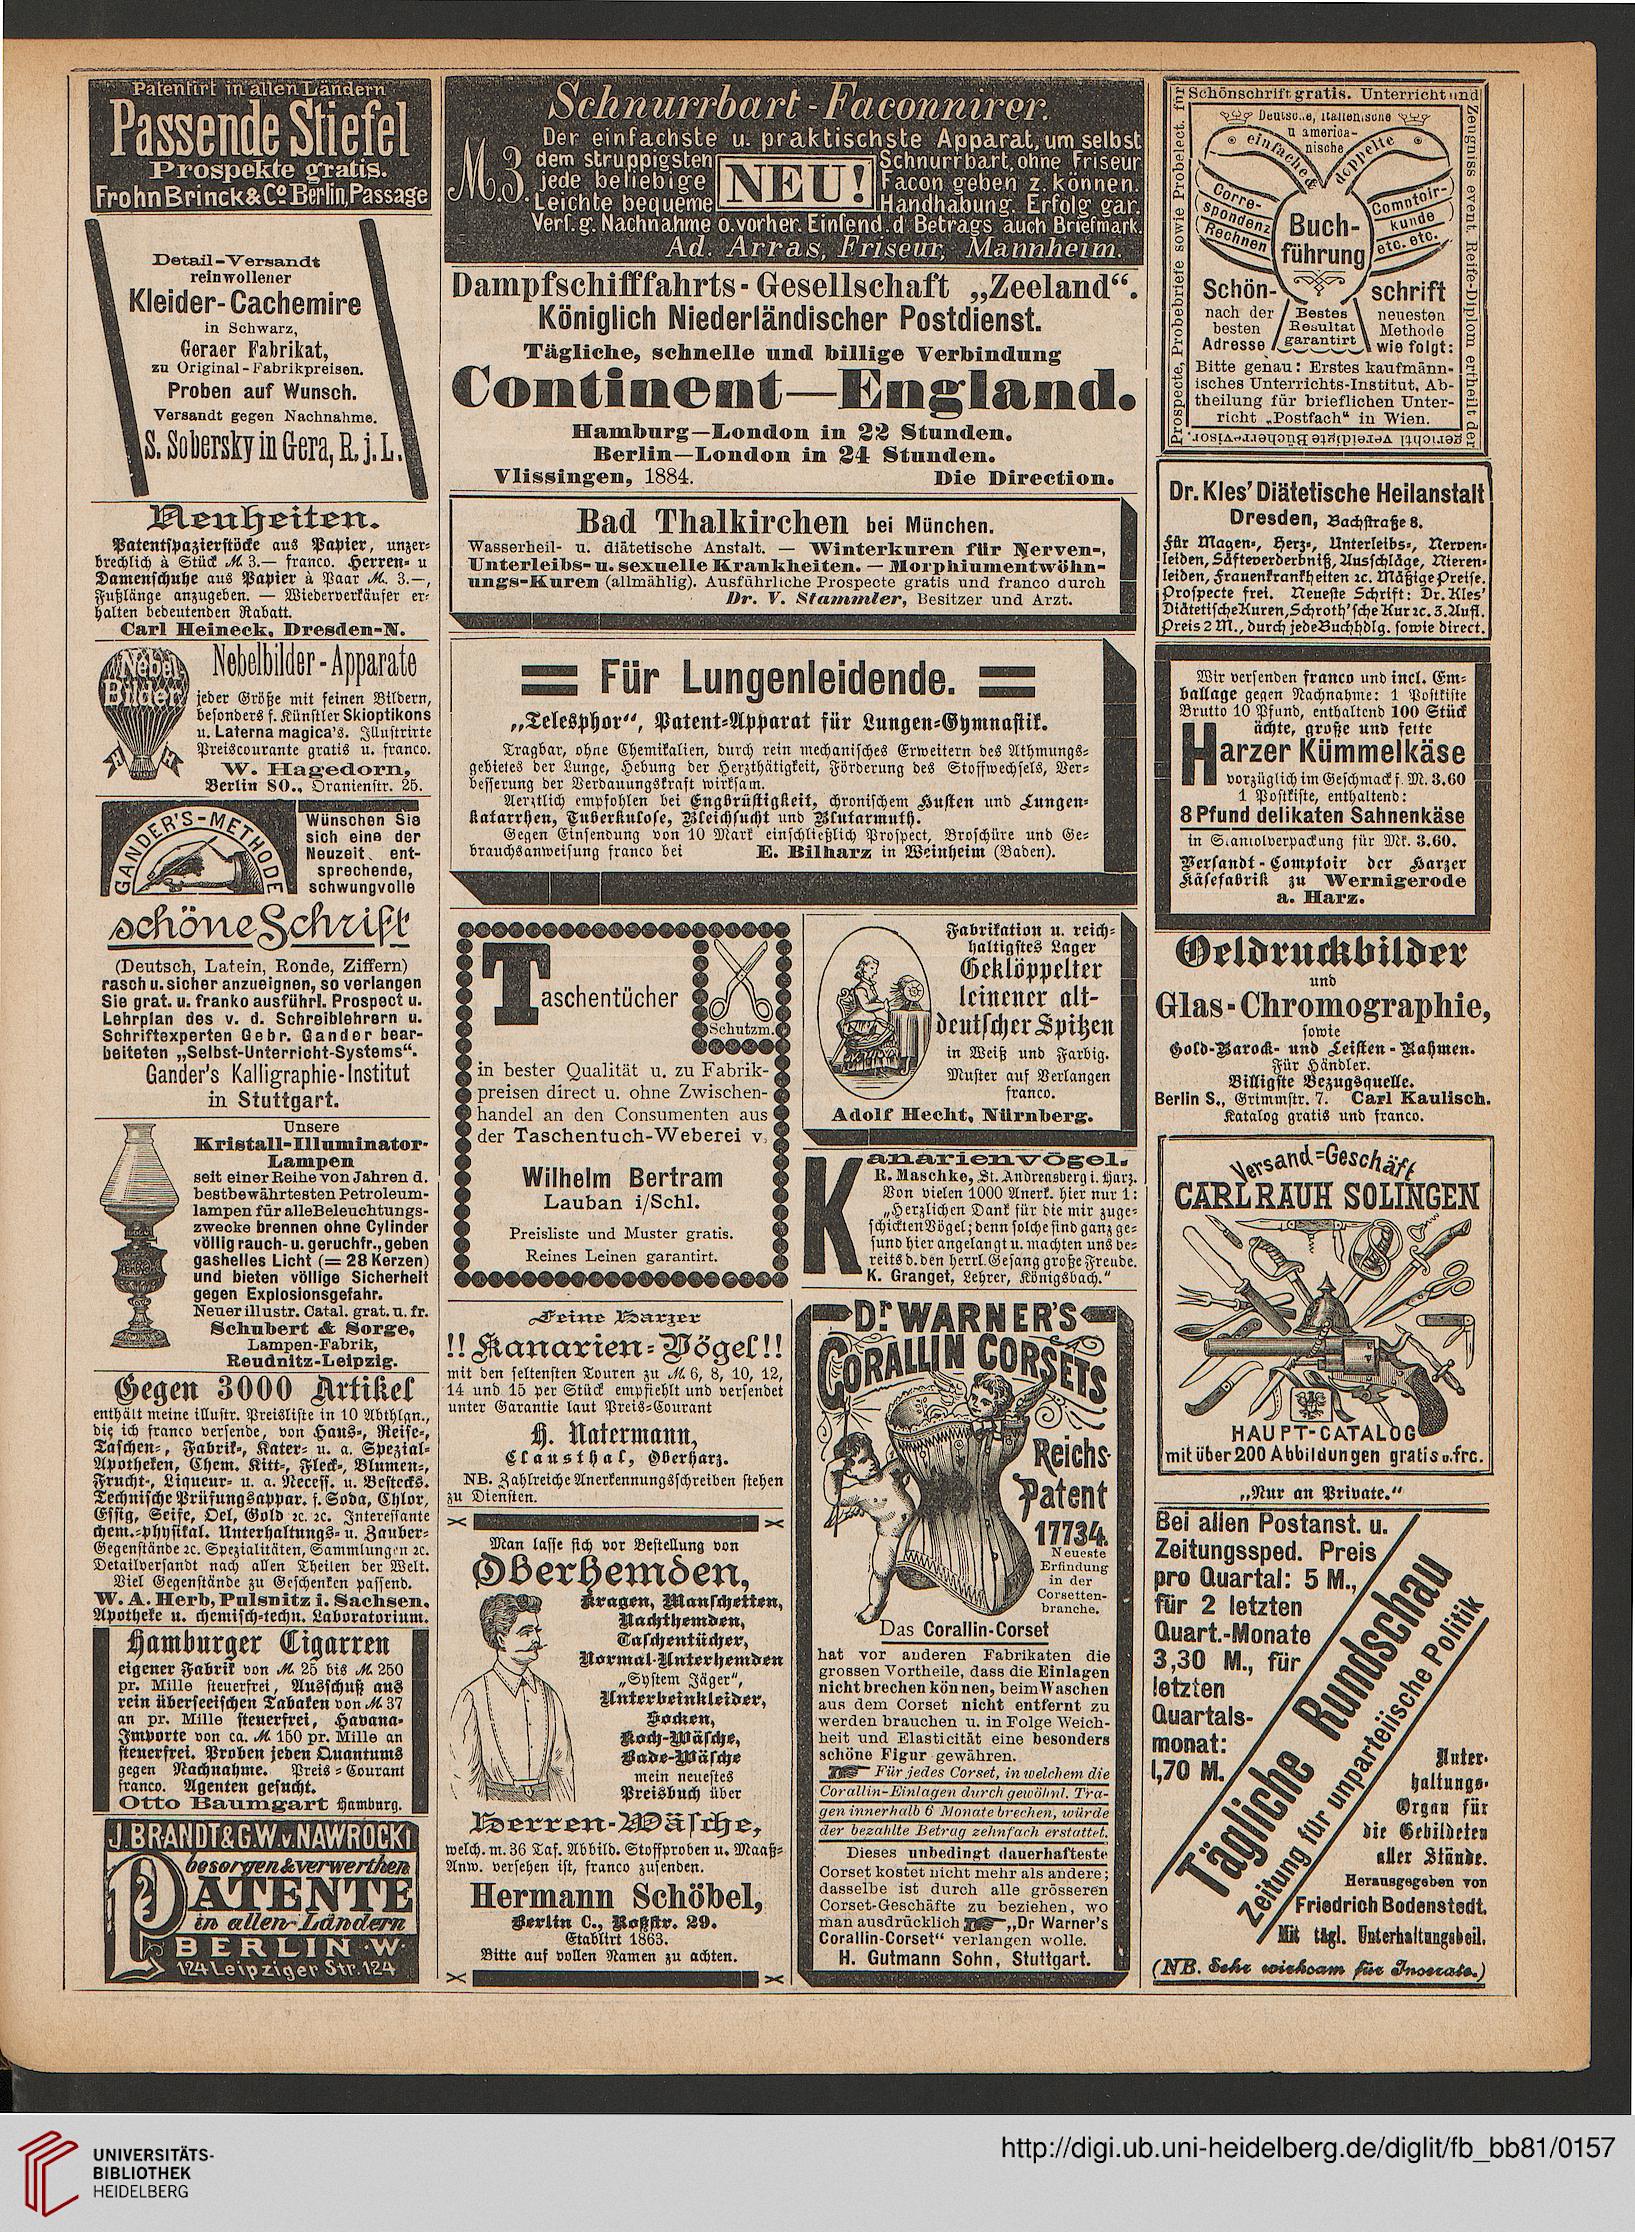 Patentirt in allen Ländern
Passende Stiefel
Prospekte gratis.
Frohn Brinck & Co Berlin, Passage
Detail-Versandt
reinwollener
Kleider-Cachemire
in Schwarz,
Geraer Fabrikat,
zu Original-Fabrikpreisen.
Proben auf Wunsch.
Versandt gegen Nachnahme.
S. Sobersky in Gera, R. j. L.
Neuheiten.
Patentspazierstöcke aus Papier, unzer-
brechlich à Stück M. 3.— franco. Herren- u
Damenschuhe aus Papier à Paar M. 3.—,
Fußlänge anzugeben. — Wiederverkäufer er-
halten bedeutenden Rabatt.
Carl Heineck, Dresden-N.
Nebel
Bilder
Nebelbilder-Apparate
jeder Größe mit feinen Bildern,
besonders f. Künstler Skioptikons
u. Laterna magica's. Illustrirte
Preiscourante gratis u. franco.
W. Hagedorn,
Berlin SO., Oranienstr. 25.
GANDER'S-METHODE
Wünschen Sie
sich eine der
Neuzeit ent-
sprechende,
schwungvolle
schöne Schrift
(Deutsch, Latein, Ronde, Ziffern)
rasch u. sicher anzueignen, so verlangen
Sie grat. u. franko ausführl. Prospect u.
Lehrplan des v. d. Schreiblehrern u.
Schriftexperten Gebr. Gander bear-
beiteten „Selbst-Unterricht-Systems“.
Gander's Kalligraphie-Institut
in Stuttgart.
Unsere
Kristall-Illuminator-
Lampen
seit einer Reihe von Jahren d.
bestbewährtesten Petroleum-
lampen für alle Beleuchtungs-
zwecke brennen ohne Cylinder
völlig rauch- u. geruchfr., geben
gashelles Licht (= 28 Kerzen)
und bieten völlige Sicherheit
gegen Explosionsgefahr.
Neuer illustr. Catal. grat. u. fr.
Schubert & Sorge,
Lampen-Fabrik,
Reudnitz-Leipzig.
Gegen 3000 Artikel
enthält meine illustr. Preisliste in 10 Abthlgn.,
die ich franco versende, von Haus-, Reise-,
Taschen-, Fabrik-, Kater- u. a. Spezial-
Apotheken, Chem. Kitt-, Fleck-, Blumen-,
Frucht-, Liqueur- u. a. Necess. u. Bestecks.
Technische Prüfungsappar. f. Soda, Chlor,
Essig, Seife, Oel, Gold ꝛc. ꝛc. Interessante
chem.-physikal. Unterhaltungs- u. Zauber-
Gegenstände ꝛc. Spezialitäten, Sammlungen ꝛc.
Detailversandt nach allen Theilen der Welt.
Viel Gegenstände zu Geschenken passend.
W. A. Herb, Pulsnitz i. Sachsen.
Apotheke u. chemisch-techn. Laboratorium.
Hamburger Cigarren
eigener Fabrik von M. 25 bis M. 250
pr. Mille steuerfrei, Ausschuß aus
rein überseeischen Tabaken von M. 37
an pr. Mille steuerfrei, Havana-
Importe von ca. M. 150 pr. Mille an
steuerfrei. Proben jeden Quantums
gegen Nachnahme. Preis-Courant
franco. Agenten gesucht.
Otto Baumgart Hamburg.
J. BRANDT & G.W. v. NAWROCKI
besorgen & verwerthen
PATENTE
in allen Ländern
BERLIN W.
124 Leipziger Str. 124
Schnurrbart-Faconnirer.
Der einfachste u. praktischste Apparat, um selbst
dem struppigsten Schnurrbart, ohne Friseur
M. 3. jede beliebige NEU! Facon geben z. können.
Leichte bequeme Handhabung. Erfolg gar.
Vers. g. Nachnahme o. vorher. Einsend. d Betrags auch Briefmark.
Ad. Arras, Friseur, Mannheim.
Dampfschifffahrts-Gesellschaft „Zeeland“.
Königlich Niederländischer Postdienst.
Tägliche, schnelle und billige Verbindung
Continent—England.
Hamburg—London in 22 Stunden.
Berlin—London in 24 Stunden.
Vlissingen, 1884. Die Direction.
Bad Thalkirchen bei München.
Wasserheil- u. diätetische Anstalt. — Winterkuren für Nerven-,
Unterleibs- u. sexuelle Krankheiten. — Morphiumentwöhn-
ungs-Kuren (allmählig). Ausführliche Prospecte gratis und franco durch
Dr. V. Stammler, Besitzer und Arzt.
Für Lungenleidende.
„Telesphor“, Patent-Apparat für Lungen-Gymnastik.
Tragbar, ohne Chemikalien, durch rein mechanisches Erweitern des Athmungs-
gebietes der Lunge, Hebung der Herzthätigkeit, Förderung des Stoffwechsels, Ver-
besserung der Verdauungskraft wirksam.
Aerztlich empfohlen bei Engbrüstigkeit, chronischem Husten und Lungen-
katarrhen, Tuberkulose, Bleichsucht und Blutarmuth.
Gegen Einsendung von 10 Mark einschließlich Prospect, Broschüre und Ge-
brauchsanweisung franco bei E. Bilharz in Weinheim (Baden).
Taschentücher
Schutzm.
in bester Qualität u. zu Fabrik-
preisen direct u. ohne Zwischen-
handel an den Consumenten aus
der Taschentuch-Weberei v.
Wilhelm Bertram
Lauban i/Schl.
Preisliste und Muster gratis.
Reines Leinen garantirt.
Fabrikation u. reich-
haltigstes Lager
Geklöppelter
leinener alt-
deutscher Spitzen
in Weiß und Farbig.
Muster auf Verlangen
franco.
Adolf Hecht, Nürnberg.
Kanarienvögel.
R. Maschke, St. Andreasberg i. Harz.
Von vielen 1000 Anerk. hier nur 1:
„Herzlichen Dank für die mir zuge-
schickten Vögel; denn solche sind ganz ge-
sund hier angelangt u. machten uns be-
reits d. den herrl. Gesang große Freude.
K. Granget, Lehrer, Königsbach.“
Feine Harzer
!! Kanarien-Vögel !!
mit den seltensten Touren zu M. 6, 8, 10, 12,
14 und 15 per Stück empfiehlt und versendet
unter Garantie laut Preis-Courant
H. Natermann,
Clausthal, Oberharz.
NB. Zahlreiche Anerkennungsschreiben stehen
zu Diensten.
Man lasse sich vor Bestellung von
Oberhemden,
Kragen, Manschetten,
Nachthemden,
Taschentücher,
Normal-Unterhemden
„System Jäger“,
Unterbeinkleider,
Socken,
Koch-Wäsche,
Bade-Wäsche
mein neuestes
Preisbuch über
Herren-Wäsche,
welch. m. 36 Taf. Abbild. Stoffproben u. Maaß-
Anw. versehen ist, franco zusenden.
Hermann Schöbel,
Berlin C., Roßstr. 29.
Etablirt 1863.
Bitte auf vollen Namen zu achten.
Dr. WARNER'S
CORALLIN CORSETS
Reichs-
Patent
17734.
Neueste
Erfindung
in der
Corsetten-
branche.
Das Corallin-Corset
hat vor anderen Fabrikaten die
grossen Vortheile, dass die Einlagen
nicht brechen können, beim Waschen
aus dem Corset nicht entfernt zu
werden brauchen u. in Folge Weich-
heit und Elasticität eine besonders
schöne Figur gewähren.
Für jedes Corset, in welchem die
Corallin-Einlagen durch gewöhnl. Tra-
gen innerhalb 6 Monate brechen, würde
der bezahlte Betrag zehnfach erstattet.
Dieses unbedingt dauerhafteste
Corset kostet nicht mehr als andere;
dasselbe ist durch alle grösseren
Corset-Geschäfte zu beziehen, wo
man ausdrücklich „Dr Warner's
Corallin-Corset“ verlangen wolle.
H. Gutmann Sohn, Stuttgart.
Schönschrift gratis. Unterricht und
Prospecte, Probebriefe sowie Probelect. für
Zeugniss event. Reife-Diplom ertheilt der
gerichtl vereidigte Bücherrevisor.
Deutsche, italienische
u america-
nische
einfache &
doppelte
Corre-
spondenz
Rechnen
Buch-
führung
Comptoir-
kunde
etc. etc.
Schön- schrift
nach der Bestes neuesten
besten Resultat Methode
Adresse garantirt wie folgt:
Bitte genau: Erstes kaufmänn-
isches Unterrichts-Institut, Ab-
theilung für brieflichen Unter-
richt „Postfach“ in Wien.
Dr. Kles' Diätetische Heilanstalt
Dresden, Bachstraße 8.
Für Magen-, Herz-, Unterleibs-, Nerven-
leiden, Säfteverderbniß, Ausschläge, Nieren-
leiden, Frauenkrankheiten ꝛc. Mäßige Preise.
Prospecte frei. Neueste Schrift: Dr. Kles'
Diätetische Kuren, Schroth'sche Kur ꝛc. 3. Aufl.
Preis 2 M., durch jede Buchhdlg. sowie direct.
Wir versenden franco und incl. Em-
ballage gegen Nachnahme: 1 Postkiste
Brutto 10 Pfund, enthaltend 100 Stück
ächte, große und fette
Harzer Kümmelkäse
vorzüglich im Geschmack f. M. 3.60
1 Postkiste, enthaltend:
8 Pfund delikaten Sahnenkäse
in Staniolverpackung für Mk. 3.60.
Versandt-Comptoir der Harzer
Käsefabrik zu Wernigerode
a. Harz.
Oeldruckbilder
und
Glas-Chromographie,
sowie
Gold-Barock- und Leisten-Rahmen.
Für Händler.
Billigste Bezugsquelle.
Berlin S., Grimmstr. 7. Carl Kaulisch.
Katalog gratis und franco.
Versand-Geschäft
CARL RAUH SOLINGEN
HAUPT-CATALOG
mit über 200 Abbildungen gratis u. frc.
„Nur an Private.“
Bei allen Postanst. u.
Zeitungssped. Preis
pro Quartal: 5 M.,
für 2 letzten
Quart.-Monate
3,30 M., für
letzten
Quartals-
monat:
1,70 M.
Tägliche Rundschau
Zeitung für unparteiische Politik
Unter-
haltungs-
Organ für
die Gebildeten
aller Stände.
Herausgegeben von
Friedrich Bodenstedt.
Mit tägl. Unterhaltungsbeil.
(NB. Sehr wirksam für Inserate.)
UNIVERSITÄTS-
BIBLIOTHEK
HEIDELBERG
http://digi.ub.uni-heidelberg.de/diglit/fb_bb81/0157